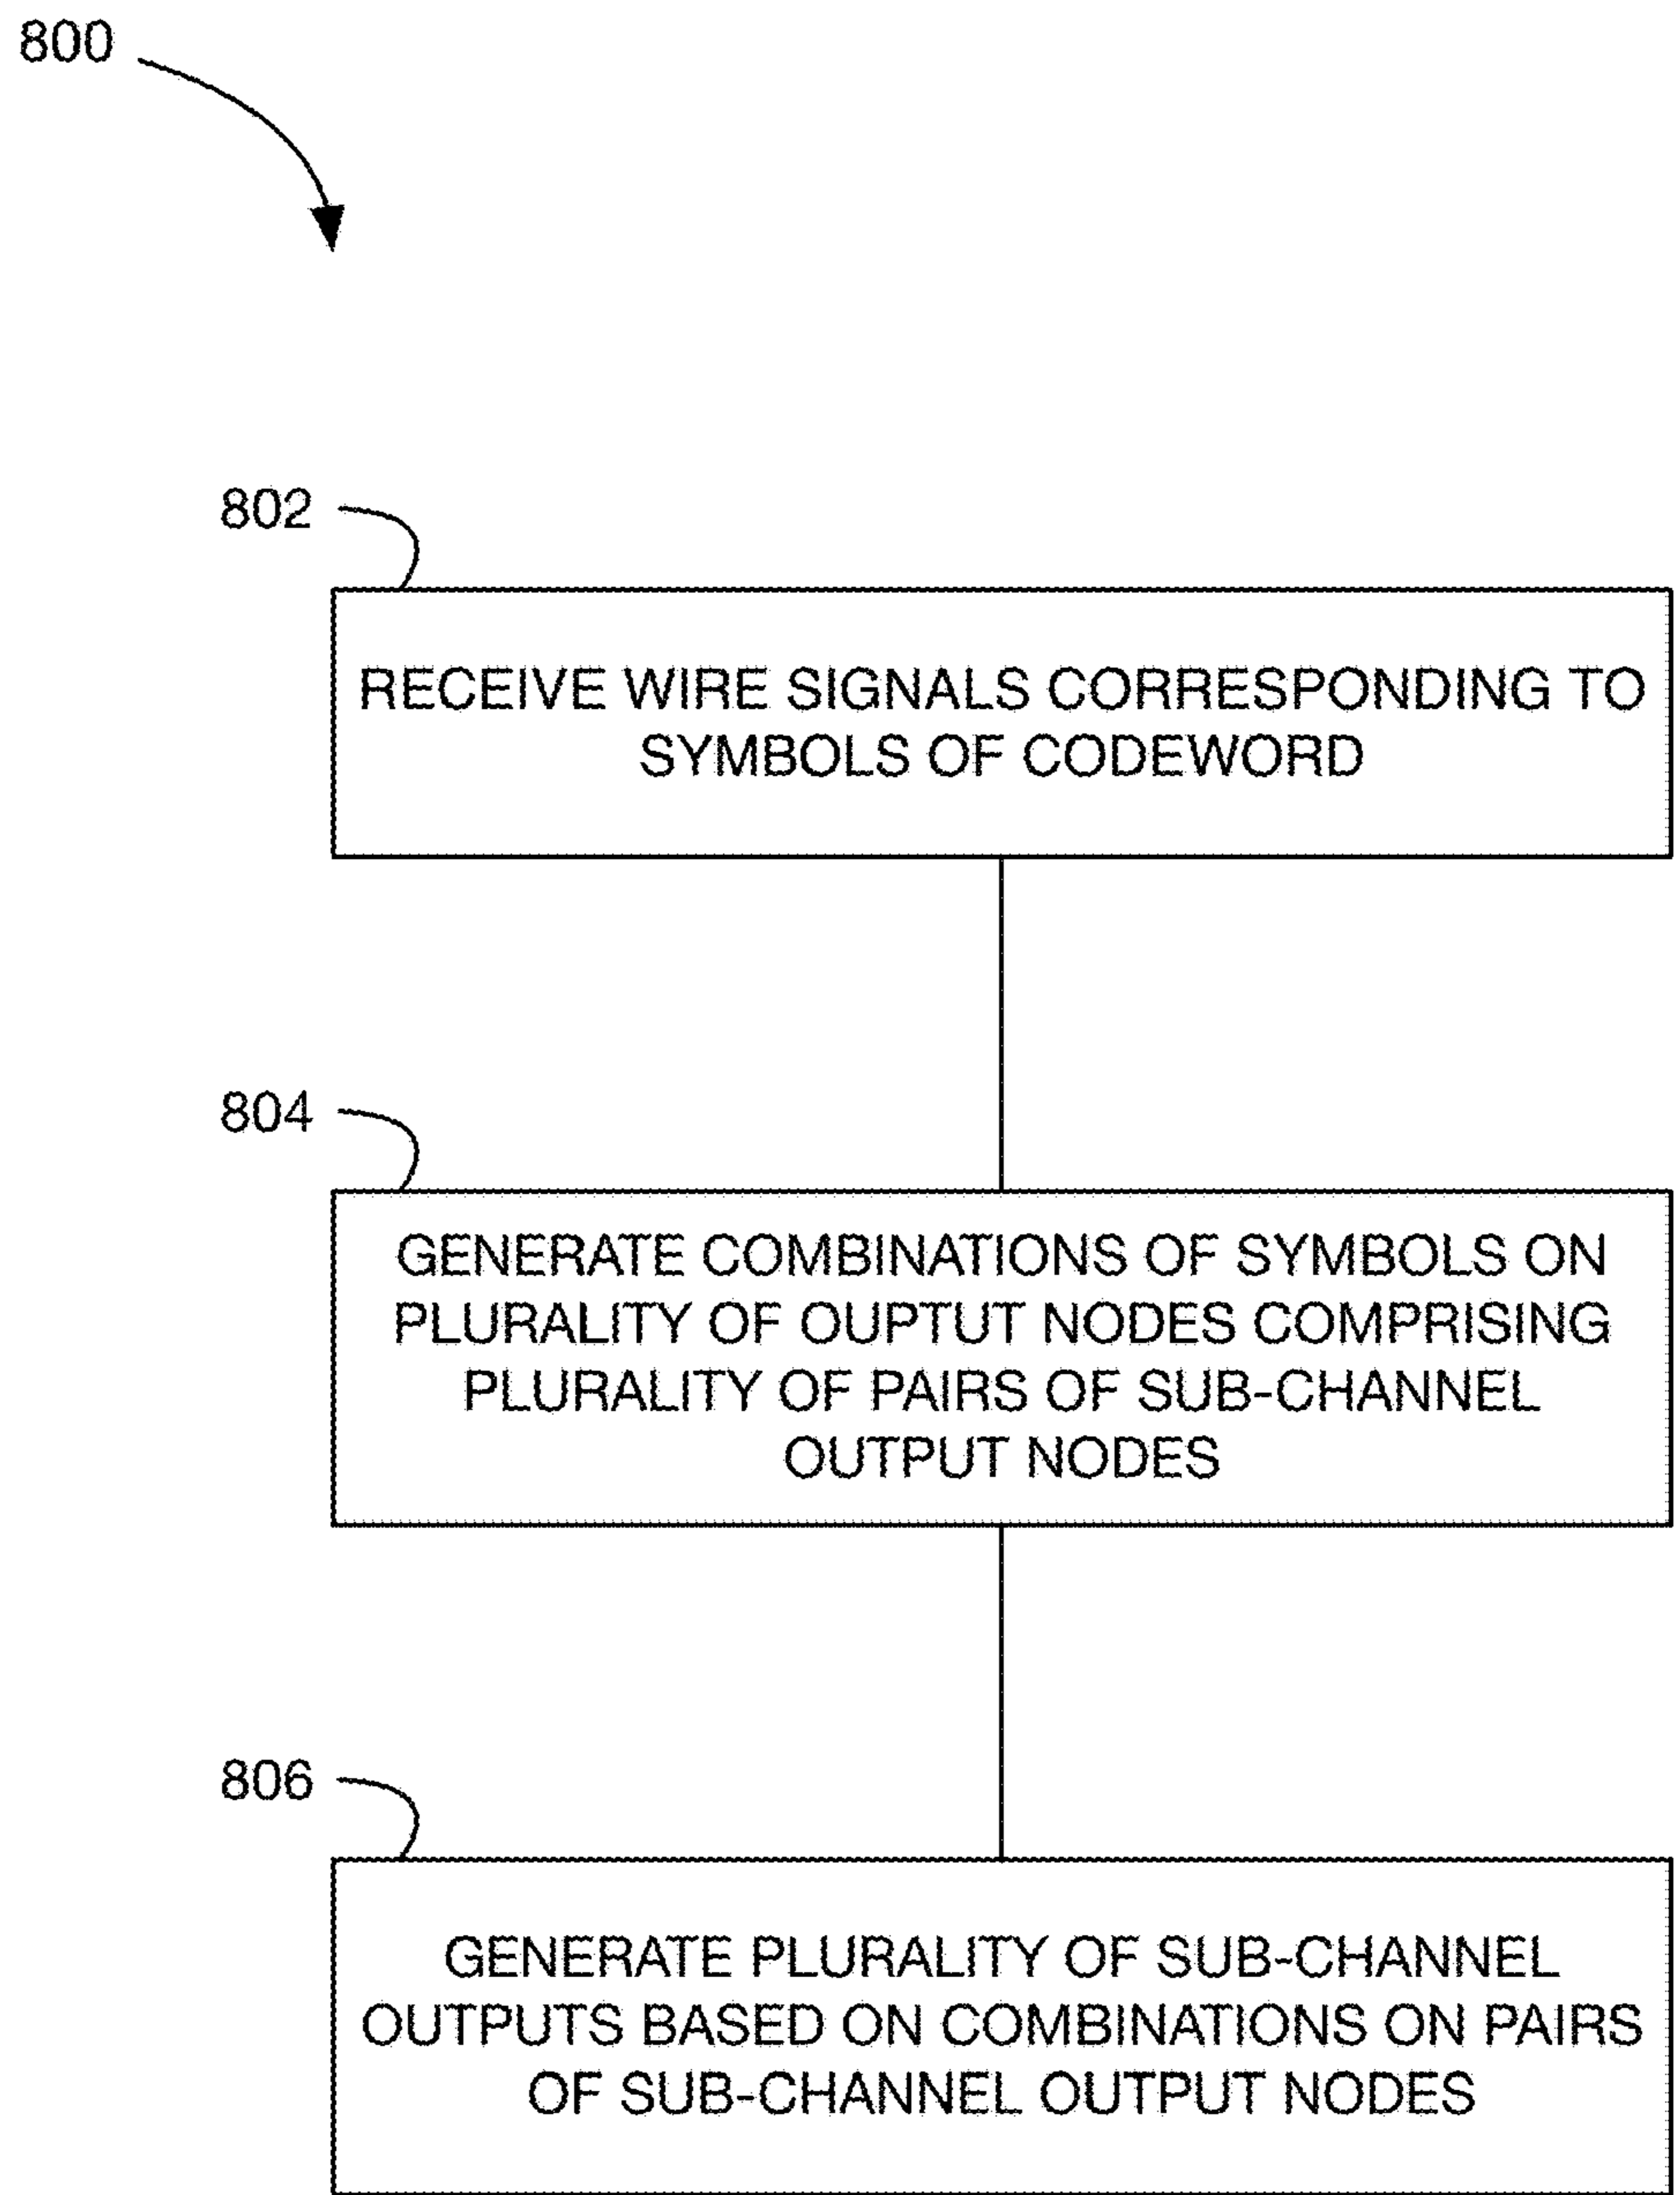 800
802
RECEIVE WIRE SIGNALS CORRESPONDING TO
SYMBOLS OF CODEWORD
804
GENERATE COMBINATIONS OF SYMBOLS ON
PLURALITY OF OUPTUT NODES COMPRISING
PLURALITY OF PAIRS OF SUB-CHANNEL
OUTPUT NODES
806
GENERATE PLURALITY OF SUB-CHANNEL
OUTPUTS BASED ON COMBINATIONS ON PAIRS
OF SUB-CHANNEL OUTPUT NODES